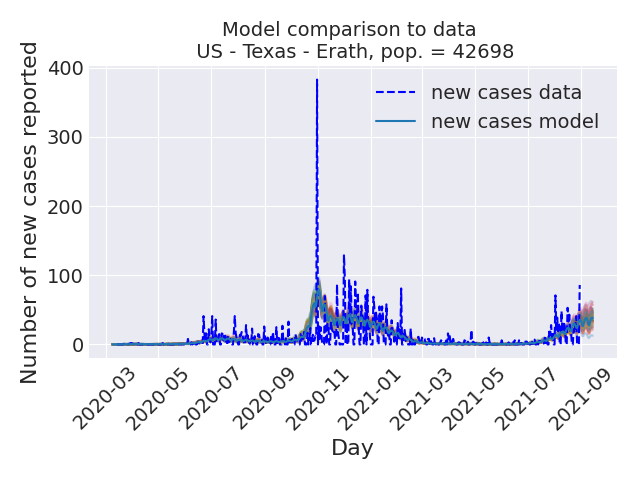 Model comparison to data
US - Texas - Erath, pop. = 42698
Number of new cases reported
400
300
200
100
0
new cases data
new cases model
2020-03
2020-05
2020-07
2020-09
2020-11
2021-01
2021-03
2021-05
2021-07
2021-09
Day